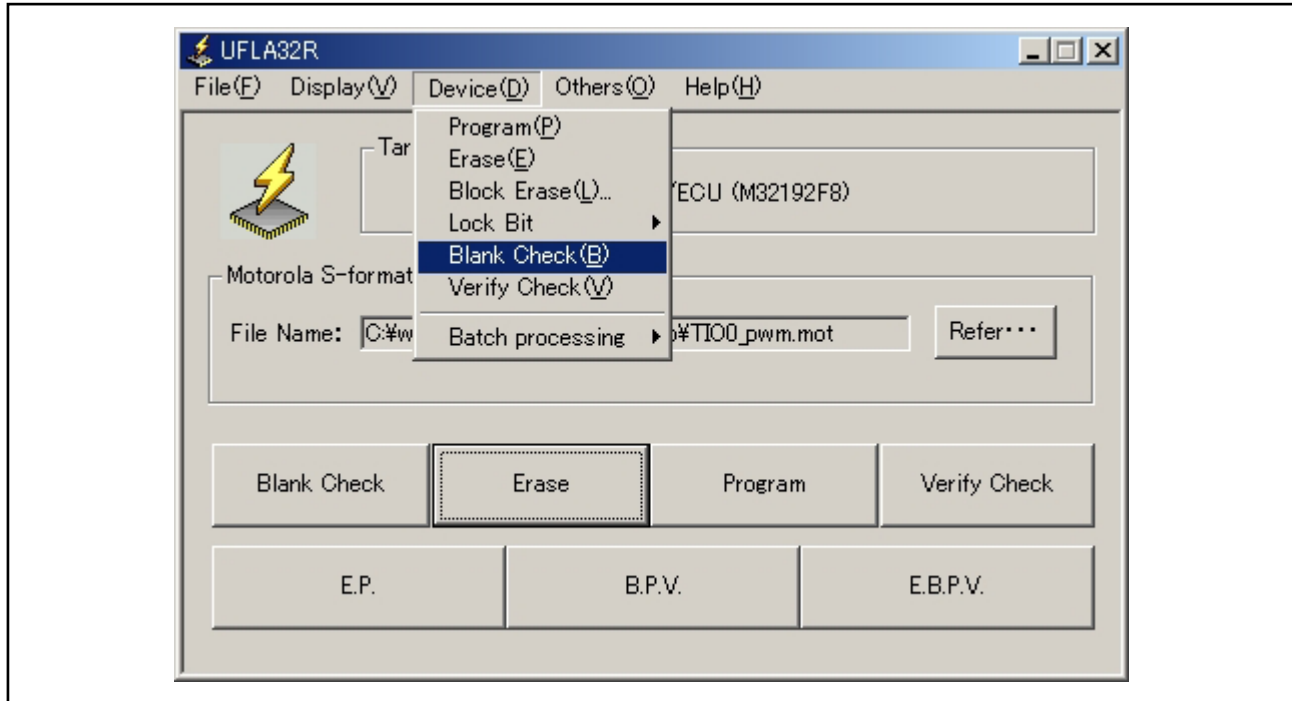 UFLA32R
File(F) Display(V) Device(D) Others(O) Help(H)
Program(P)
Erase(E)
Block Erase(L)...
Lock Bit
Blank Check(B)
Verify Check(V)
Batch processing
Tar
/ECU (M32192F8)
Motorola S-format
File Name: C:¥w p¥TIO0_pwm.mot Refer･･･
Blank Check Erase Program Verify Check
E.P. B.P.V. E.B.P.V.